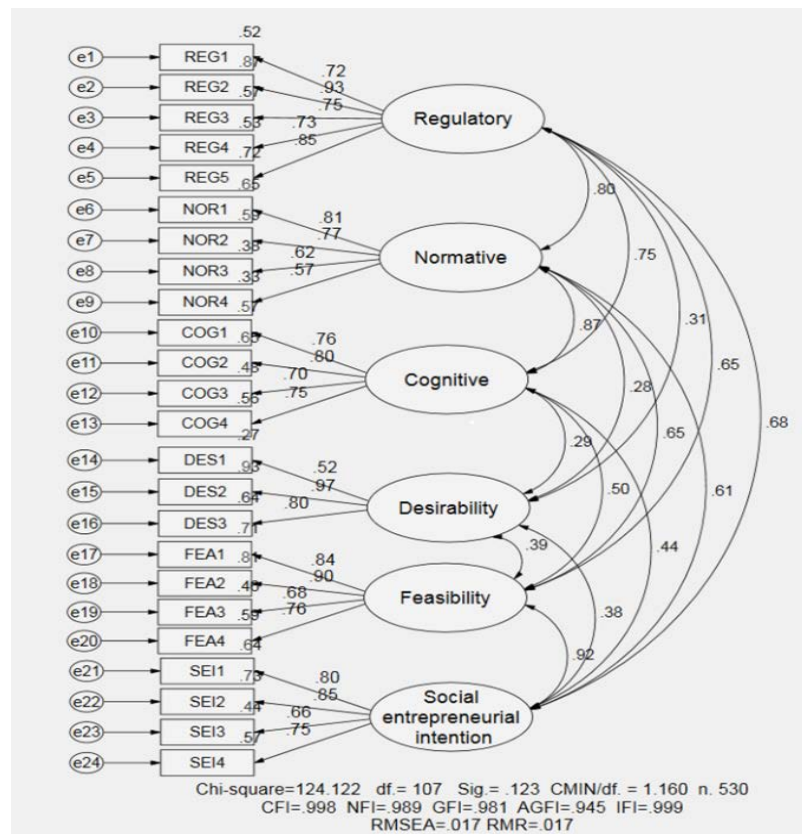 .52
e1 REG1 .87 .72
e2 REG2 .57 .93
e3 REG3 .53 .75
e4 REG4 .72 .73
e5 REG5 .65 .85
Regulatory
e6 NOR1 .59 .81
e7 NOR2 .38 .77
e8 NOR3 .33 .62
e9 NOR4 .57 .57
Normative
e10 COG1 .65 .76
e11 COG2 .48 .80
e12 COG3 .56 .70
e13 COG4 .27 .75
Cognitive
e14 DES1 .93 .52
e15 DES2 .64 .97
e16 DES3 .71 .80
Desirability
e17 FEA1 .81 .84
e18 FEA2 .46 .90
e19 FEA3 .59 .68
e20 FEA4 .64 .76
Feasibility
e21 SEI1 .73 .80
e22 SEI2 .44 .85
e23 SEI3 .57 .66
e24 SEI4 .75
Social
entrepreneurial
intention
.80
.75
.31
.87
.65
.28
.68
.65
.29
.50
.61
.44
.39
.38
.92
Chi-square=124.122 df.= 107 Sig.= .123 CMIN/df. = 1.160 n. 530
CFI=.998 NFI=.989 GFI=.981 AGFI=.945 IFI=.999
RMSEA=.017 RMR=.017